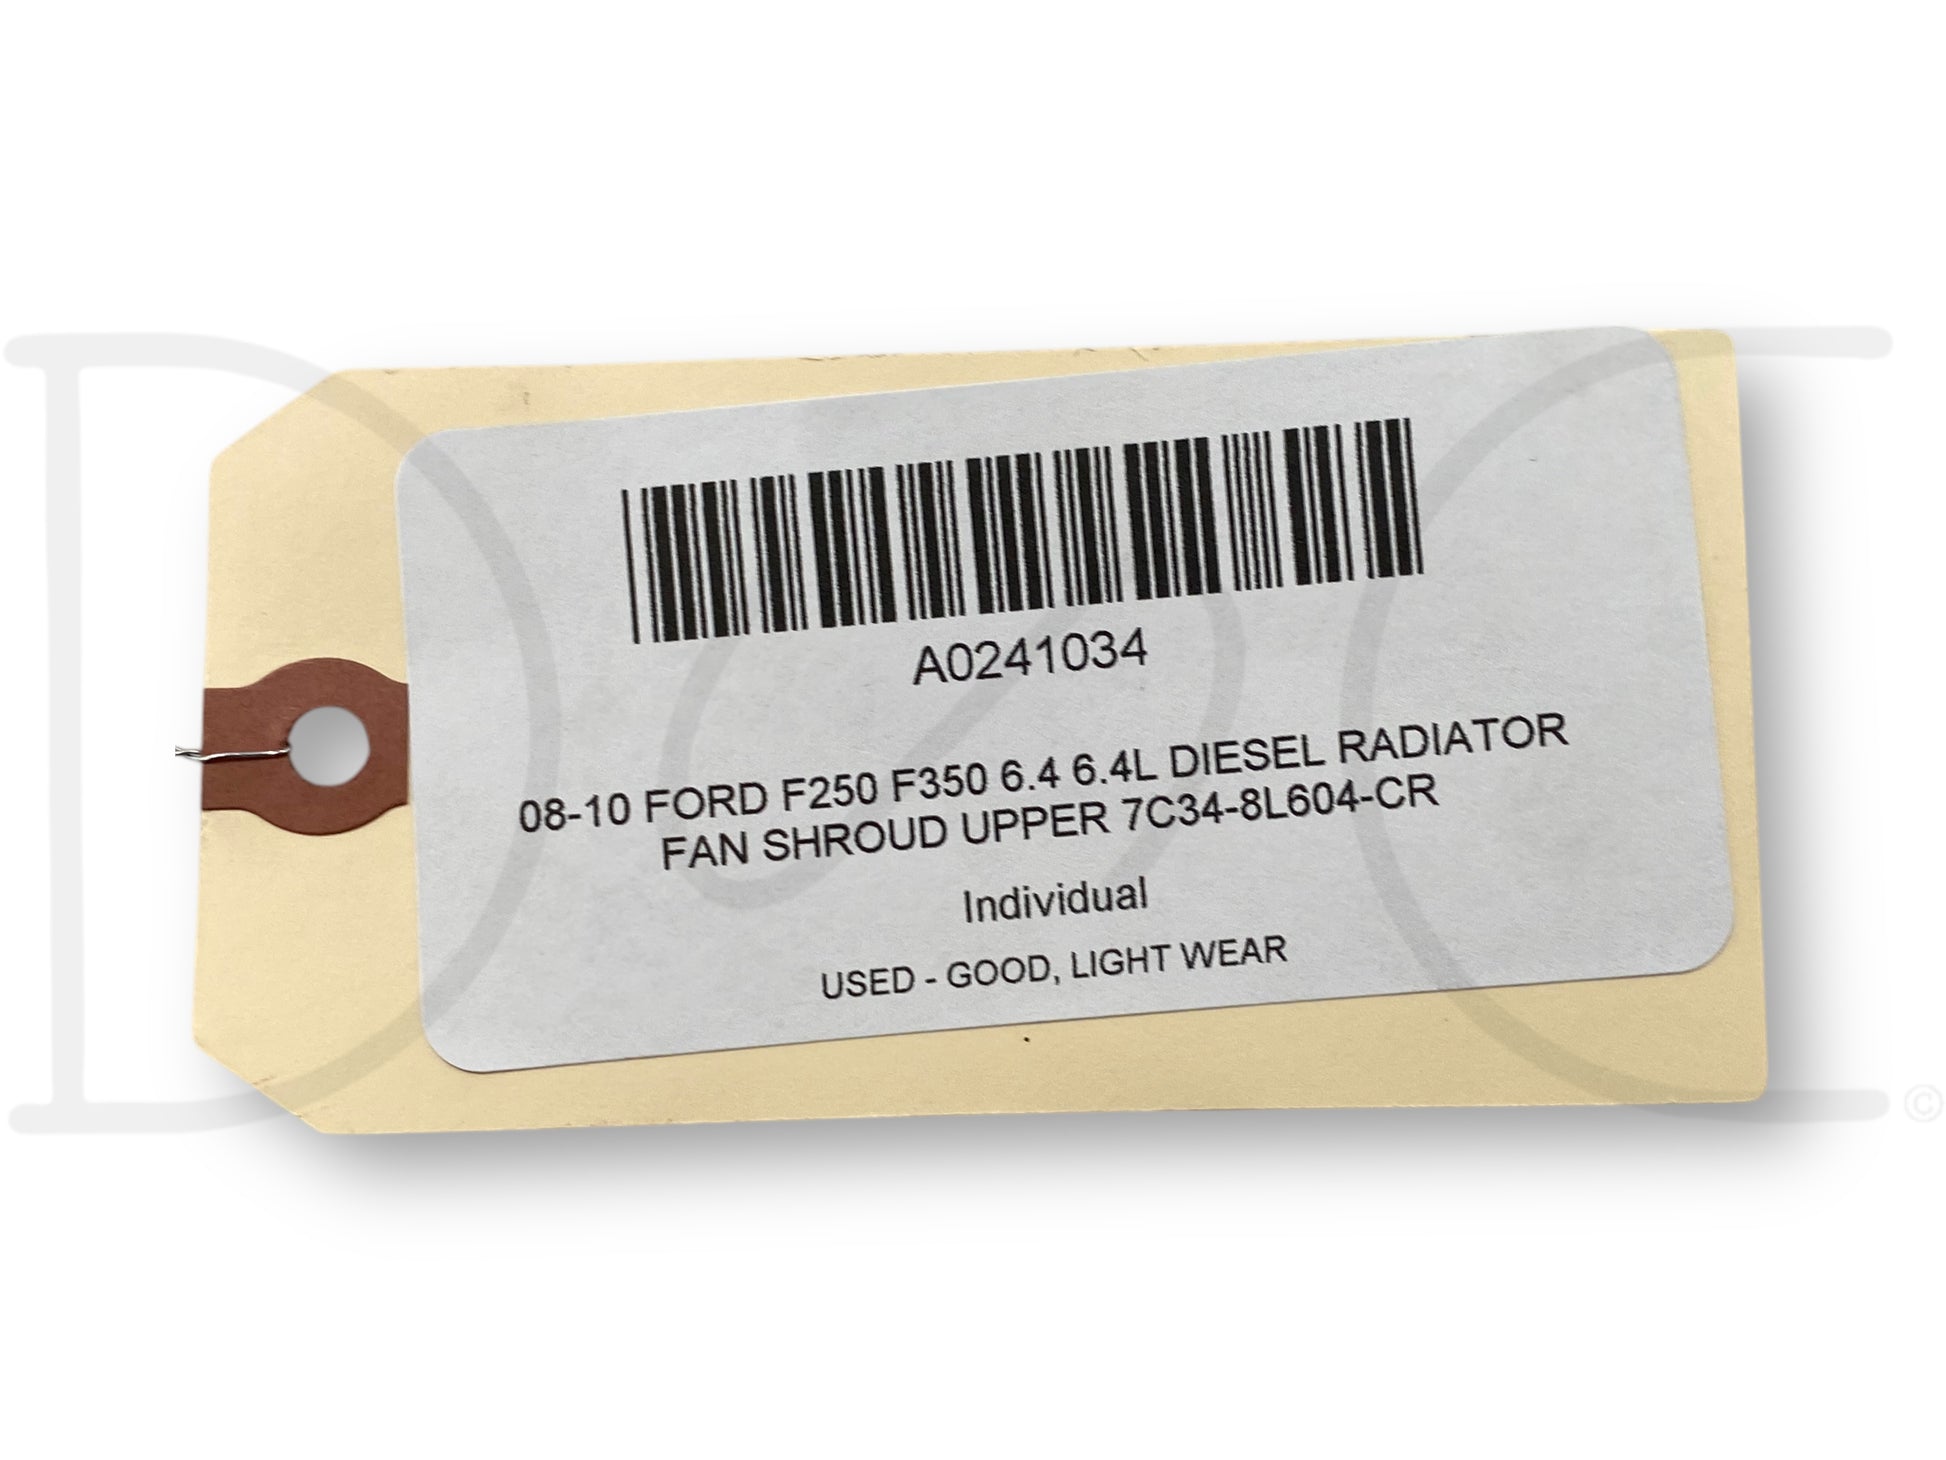 A0241034
08-10 FORD F250 F350 6.4 6.4L DIESEL RADIATOR
FAN SHROUD UPPER 7C34-8L604-CR
Individual
USED - GOOD, LIGHT WEAR
©